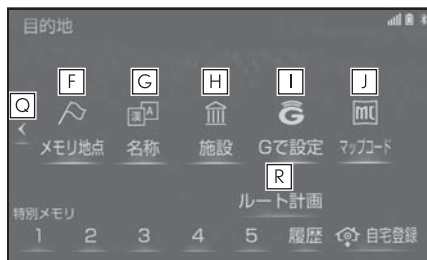 目的地
F G H I J
Q
漢 A G MC
メモリ地点 名称 施設 Gで設定 マップコード
R
ルート計画
特別メモリ
1 2 3 4 5 履歴 自宅登録